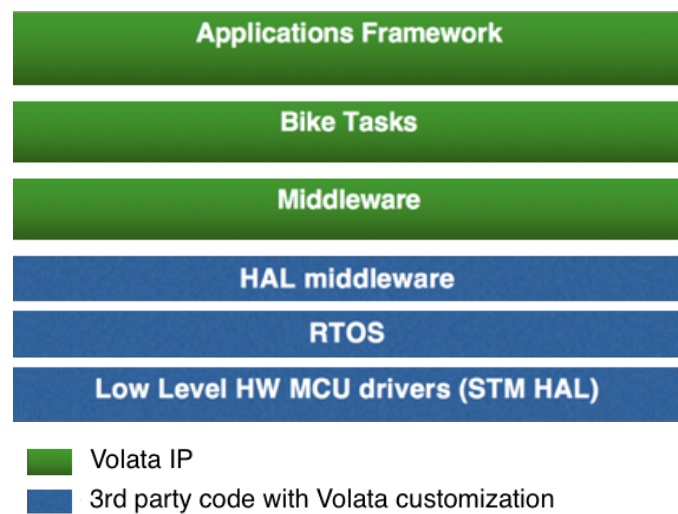 Applications Framework
Bike Tasks
Middleware
HAL middleware
RTOS
Low Level HW MCU drivers (STM HAL)
Volata IP
3rd party code with Volata customization